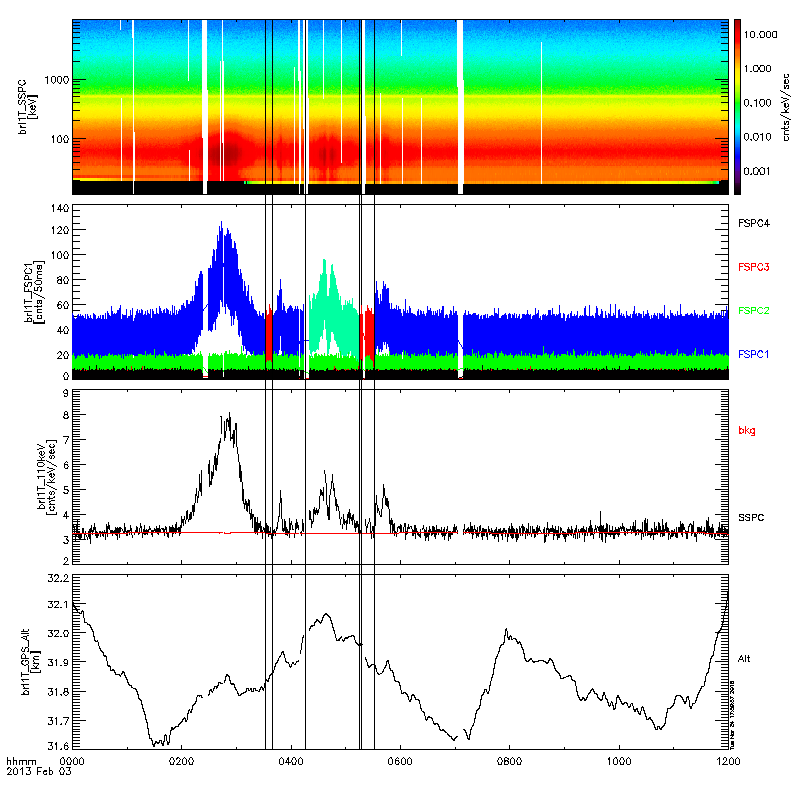 brl1T_SSPC
[keV]
1000
100
10.000
1.000
0.100
0.010
0.001
cnts/keV/sec
brl1T_FSPC1
[cnts/50ms]
140
120
100
80
60
40
20
0
FSPC4
FSPC3
FSPC2
FSPC1
brl1T_110keV
[cnts/keV/sec]
9
8
7
6
5
4
3
2
bkg
SSPC
brl1T_GPS_Alt
[km]
32.2
32.1
32.0
31.9
31.8
31.7
31.6
Alt
hhmm
0000 0200 0400 0600 0800 1000 1200
2013 Feb 03